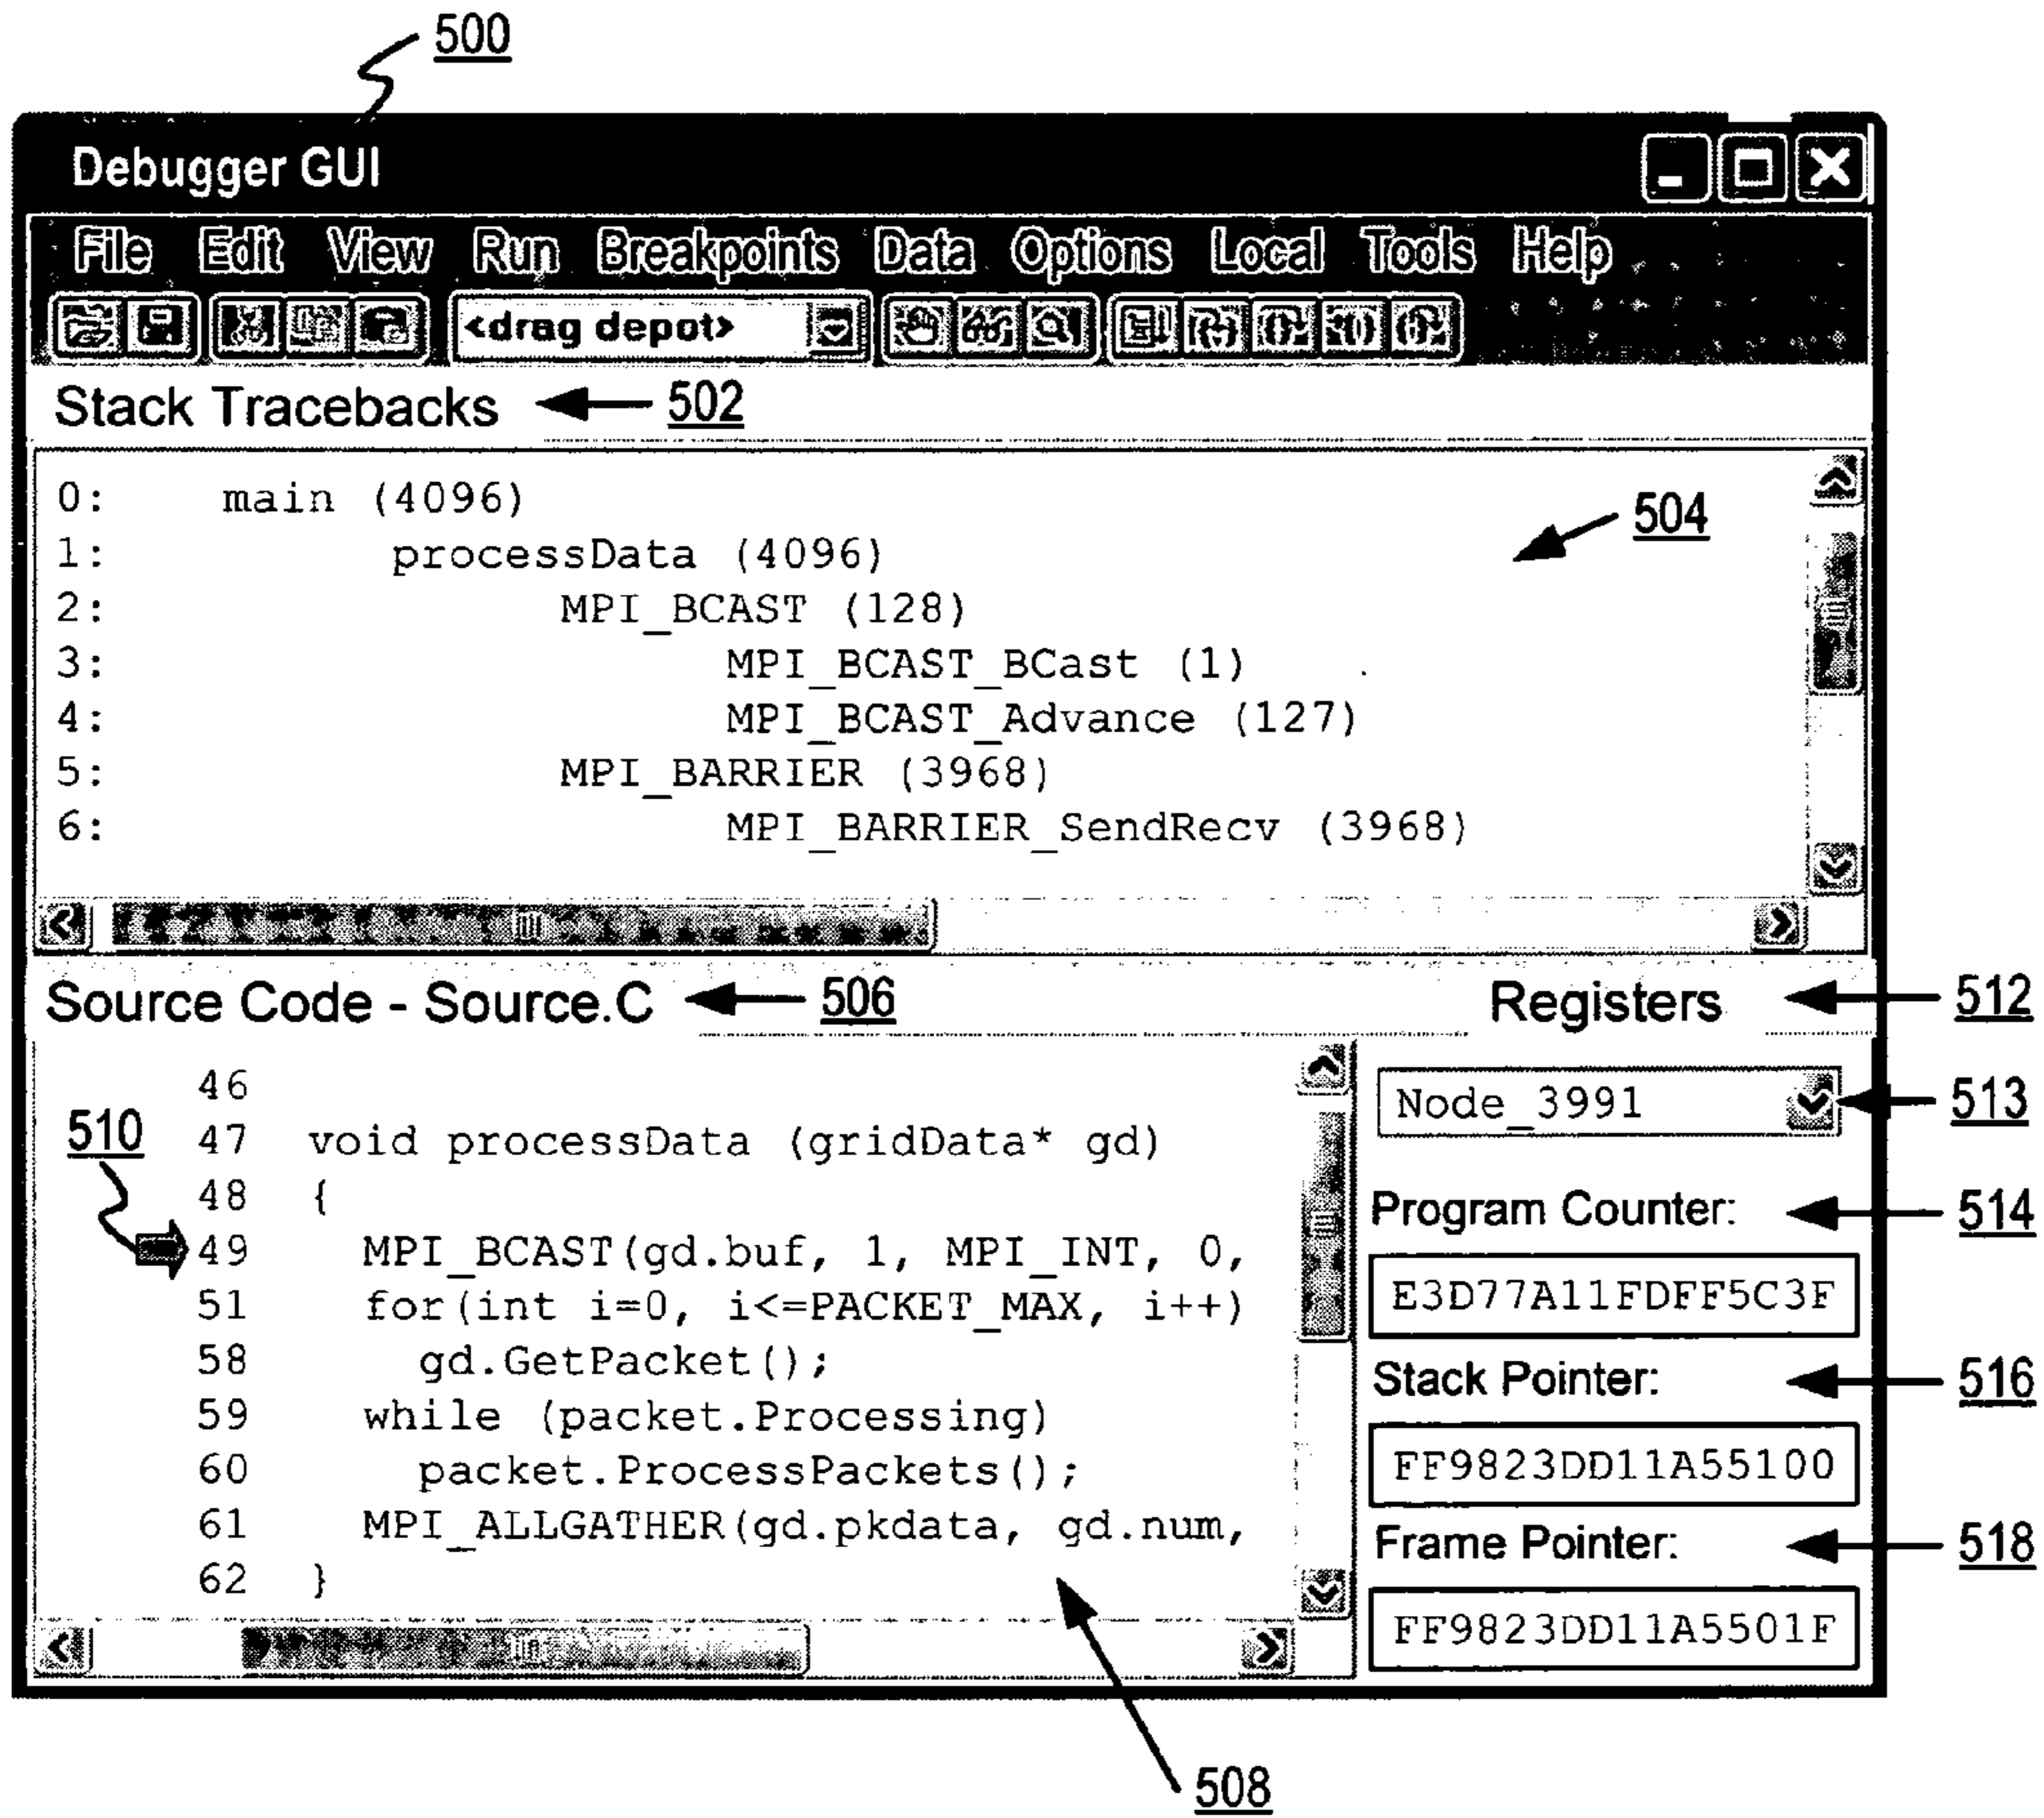 500
Debugger GUI
File Edit View Run Breakpoints Data Options Local Tools Help
<drag depot>
Stack Tracebacks 502
0: main (4096)
504
1: processData (4096)
2: MPI_BCAST (128)
3: MPI_BCAST_BCast (1)
4: MPI_BCAST_Advance (127)
5: MPI_BARRIER (3968)
6: MPI_BARRIER_SendRecv (3968)
Source Code - Source.C 506
Registers 512
46
510
47 void processData (gridData* gd)
48 {
49 MPI_BCAST(gd.buf, 1, MPI_INT, 0,
51 for(int i=0, i<=PACKET_MAX, i++)
58 gd.GetPacket();
59 while (packet.Processing)
60 packet.ProcessPackets();
61 MPI_ALLGATHER(gd.pkdata, gd.num,
62 }
508
Node_3991 513
Program Counter: 514
E3D77A11FDFF5C3F
Stack Pointer: 516
FF9823DD11A55100
Frame Pointer: 518
FF9823DD11A5501F